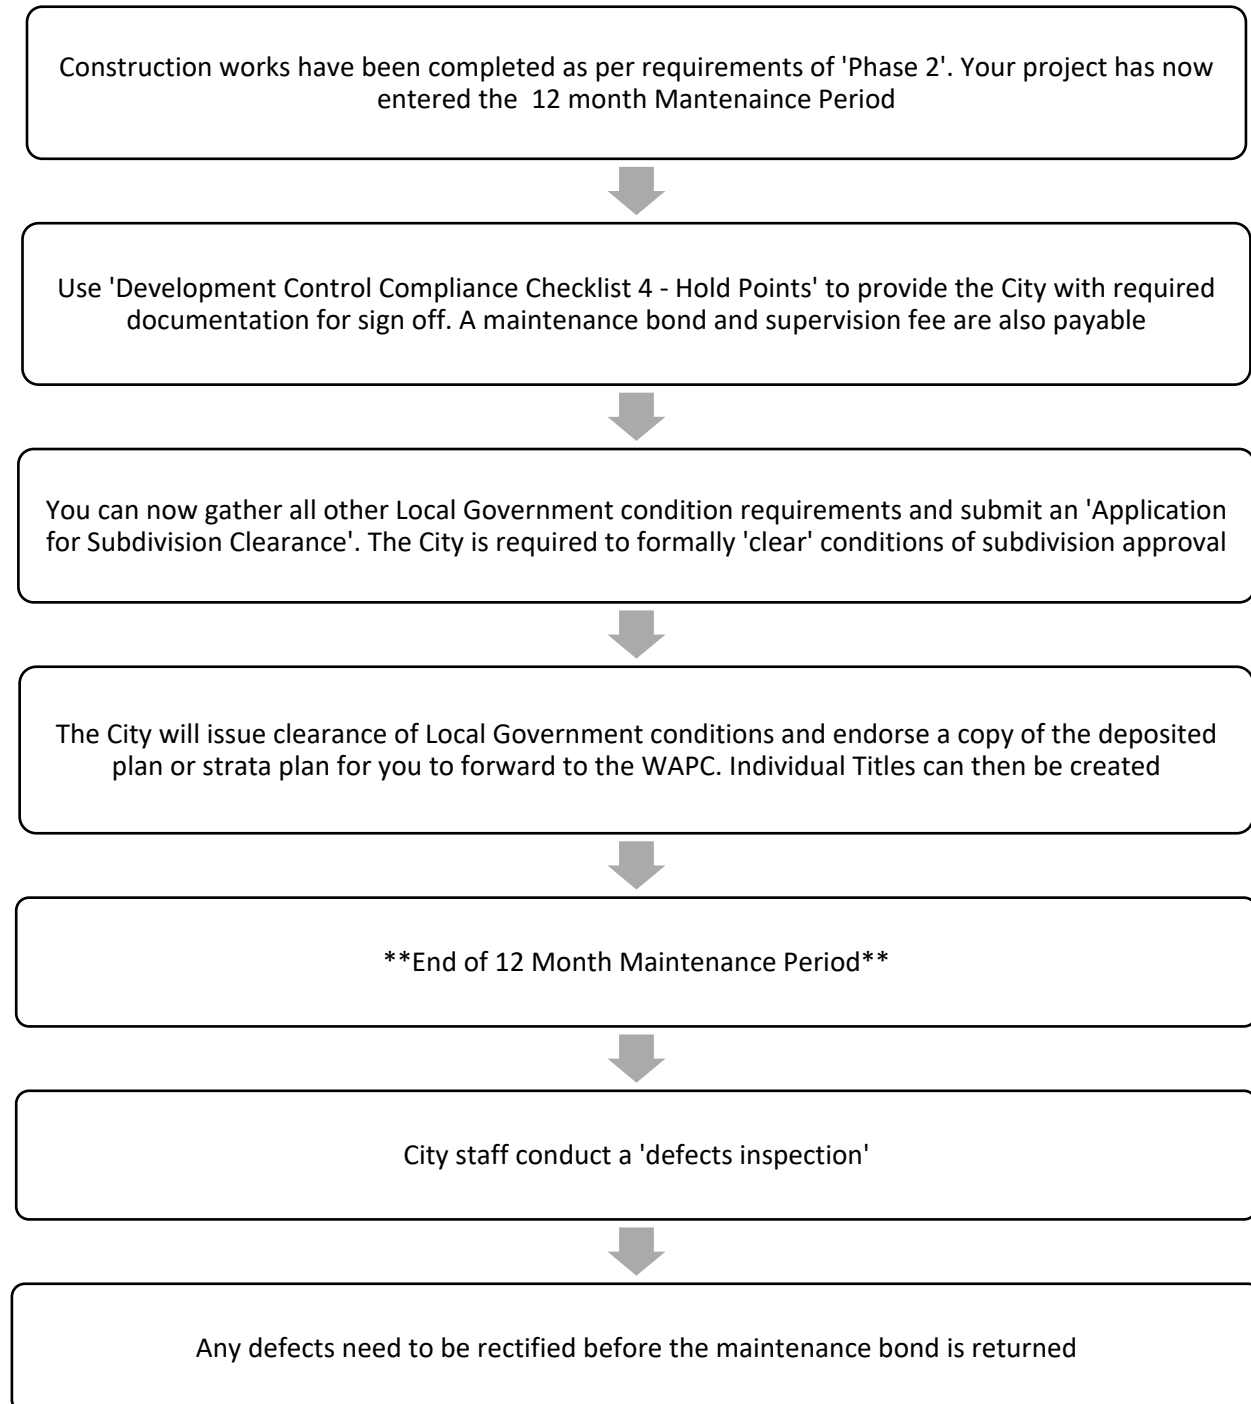 Construction works have been completed as per requirements of 'Phase 2'. Your project has now
entered the  12 month Mantenaince Period
Use 'Development Control Compliance Checklist 4 - Hold Points' to provide the City with required
documentation for sign off. A maintenance bond and supervision fee are also payable
You can now gather all other Local Government condition requirements and submit an 'Application
for Subdivision Clearance'. The City is required to formally 'clear' conditions of subdivision approval
The City will issue clearance of Local Government conditions and endorse a copy of the deposited
plan or strata plan for you to forward to the WAPC. Individual Titles can then be created
**End of 12 Month Maintenance Period**
City staff conduct a 'defects inspection'
Any defects need to be rectified before the maintenance bond is returned